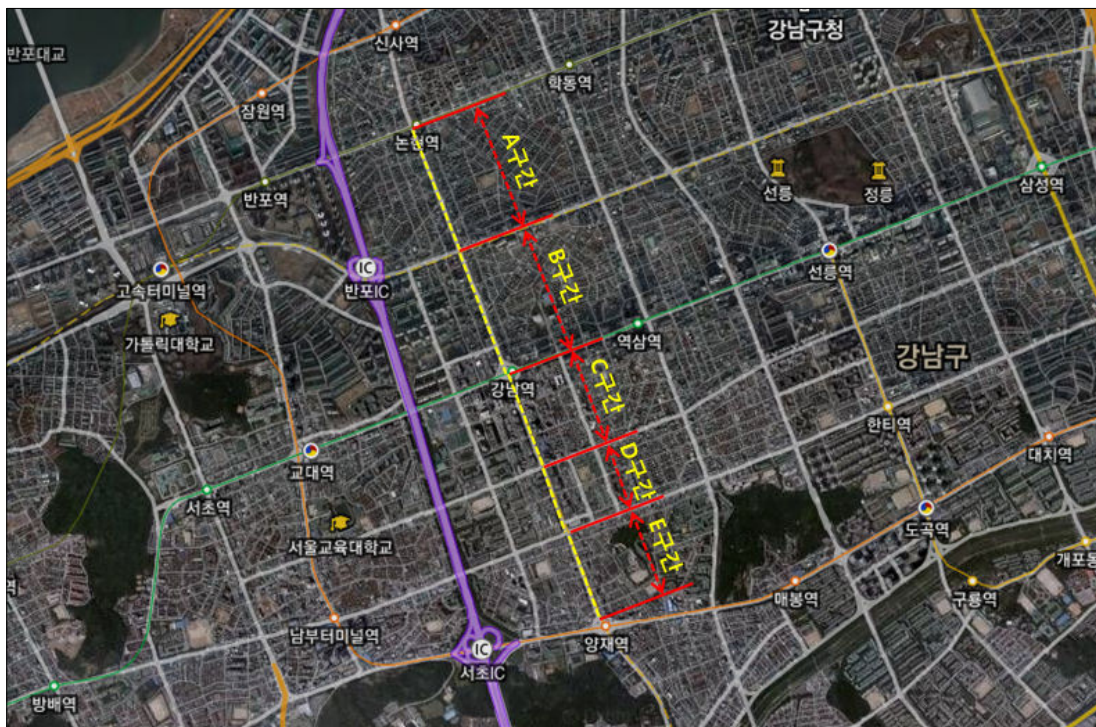 강남구청
신사역
반포대교
학동역
잠원역
논현역
A구간
선릉
정릉
삼성역
반포역
B구간
선릉역
IC
반포IC
고속터미널역
가톨릭대학교
역삼역
강남구
강남역
C구간
한티역
대치역
교대역
D구간
서초역
도곡역
서울교육대학교
E구간
개포동
구룡역
매봉역
역
남부터미널역
양재역
IC
서초IC
방배역